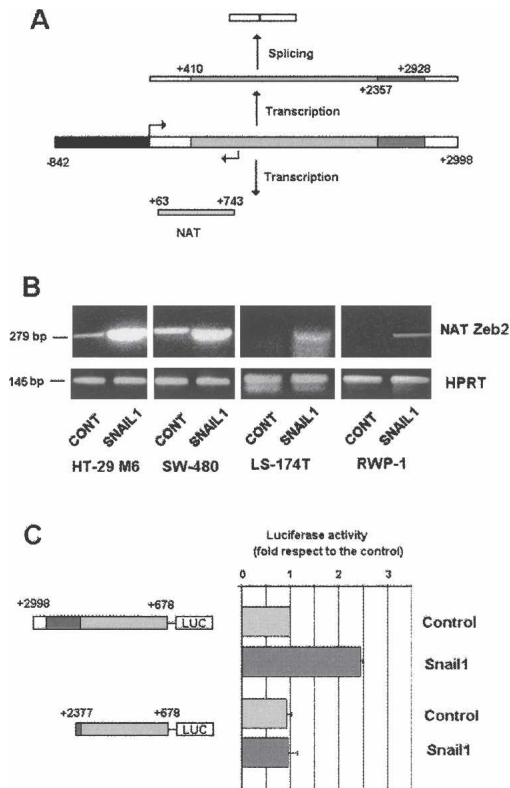 A
Splicing
+410
+2928
+2357
Transcription
-842
+2998
Transcription
+63
+743
NAT
B
279 bp
NAT Zeb2
145 bp
HPRT
CONT
SNAIL1
CONT
SNAIL1
CONT
SNAIL1
CONT
SNAIL1
HT-29 M6
SW-480
LS-174T
RWP-1
C
Luciferase activity
(fold respect to the control)
0 1 2 3
+2998
+678
LUC
Control
Snail1
+2377
+678
LUC
Control
Snail1